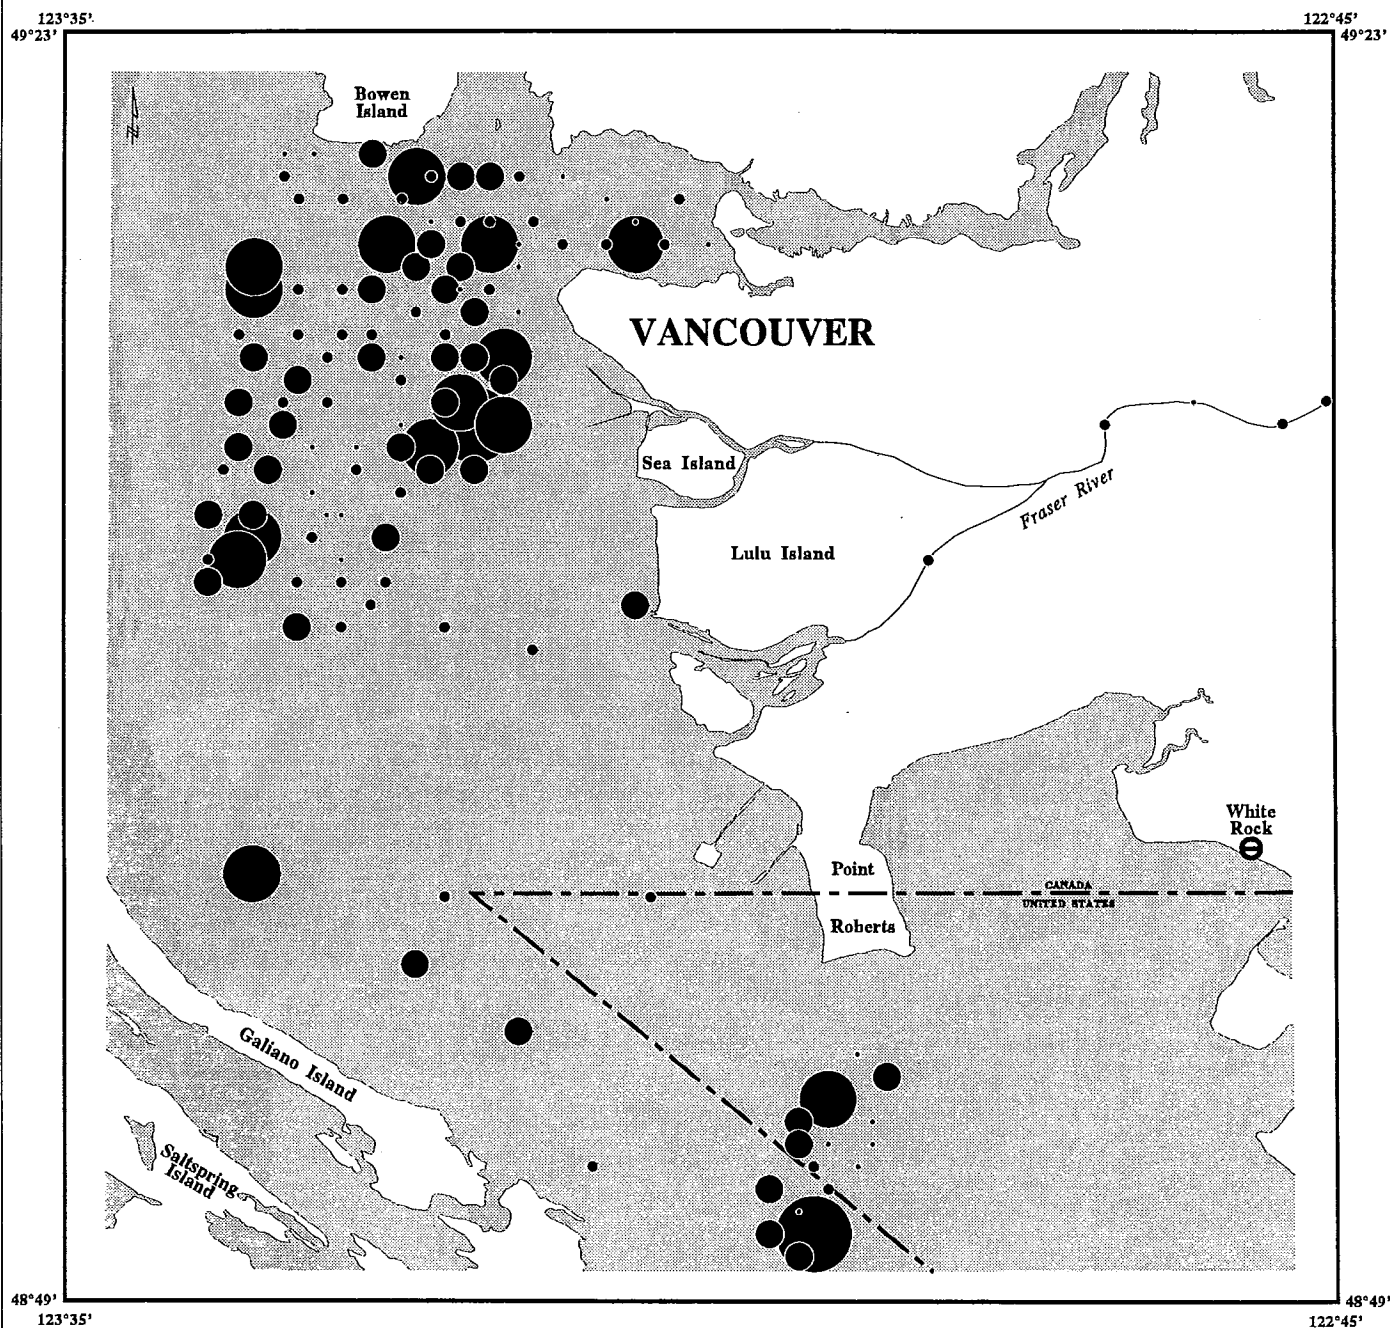 123°35'
122°45'
49°23'
49°23'
Bowen
Island
N
VANCOUVER
Sea Island
Fraser River
Lulu Island
White
Rock
Point
CANADA
UNITED STATES
Roberts
Galiano Island
Saltspring
Island
48°49'
48°49'
123°35'
122°45'